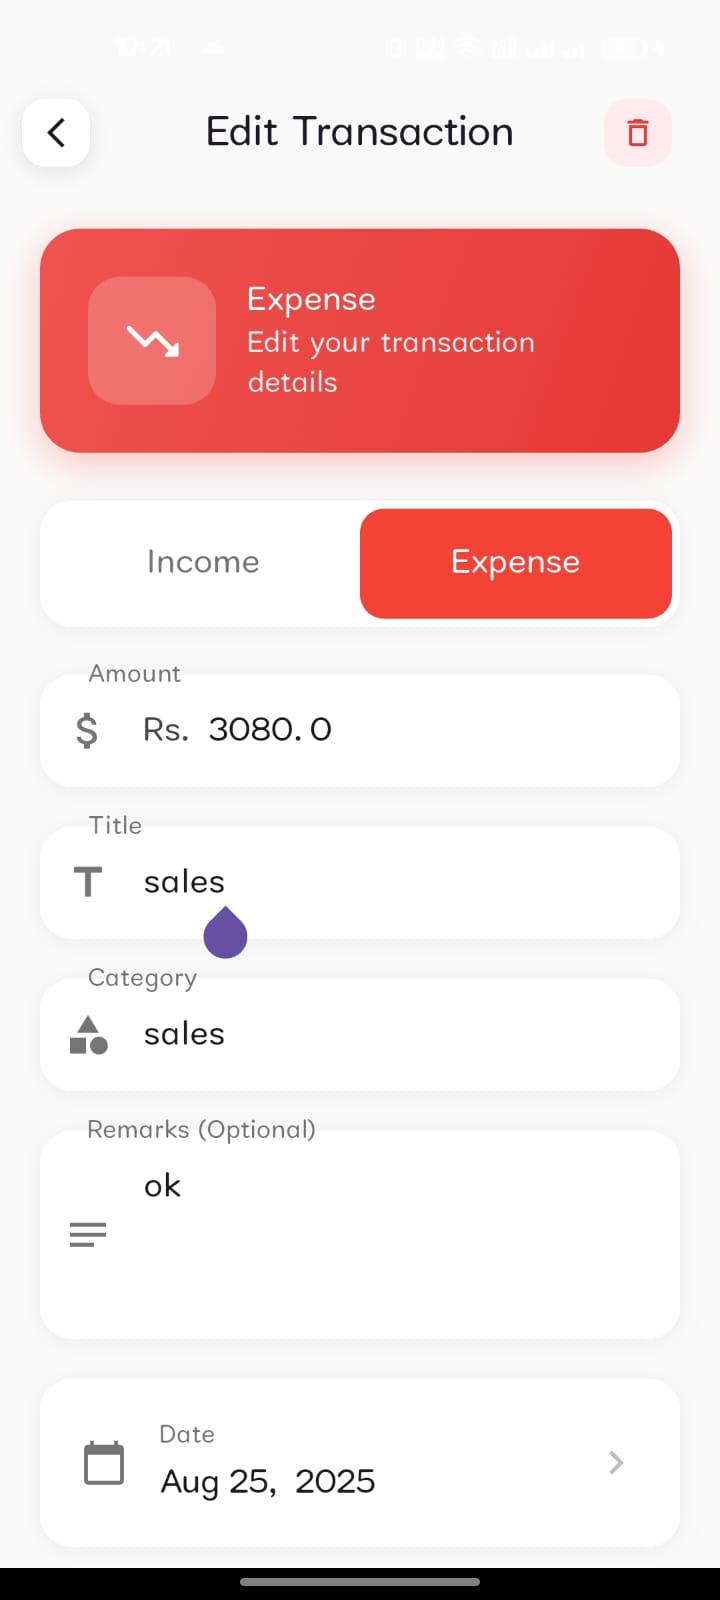 Edit Transaction
Expense
Edit your transaction
details
Income
Expense
Amount
$ Rs. 3080.0
Title
T sales
Category
sales
Remarks (Optional)
ok
Date
Aug 25, 2025